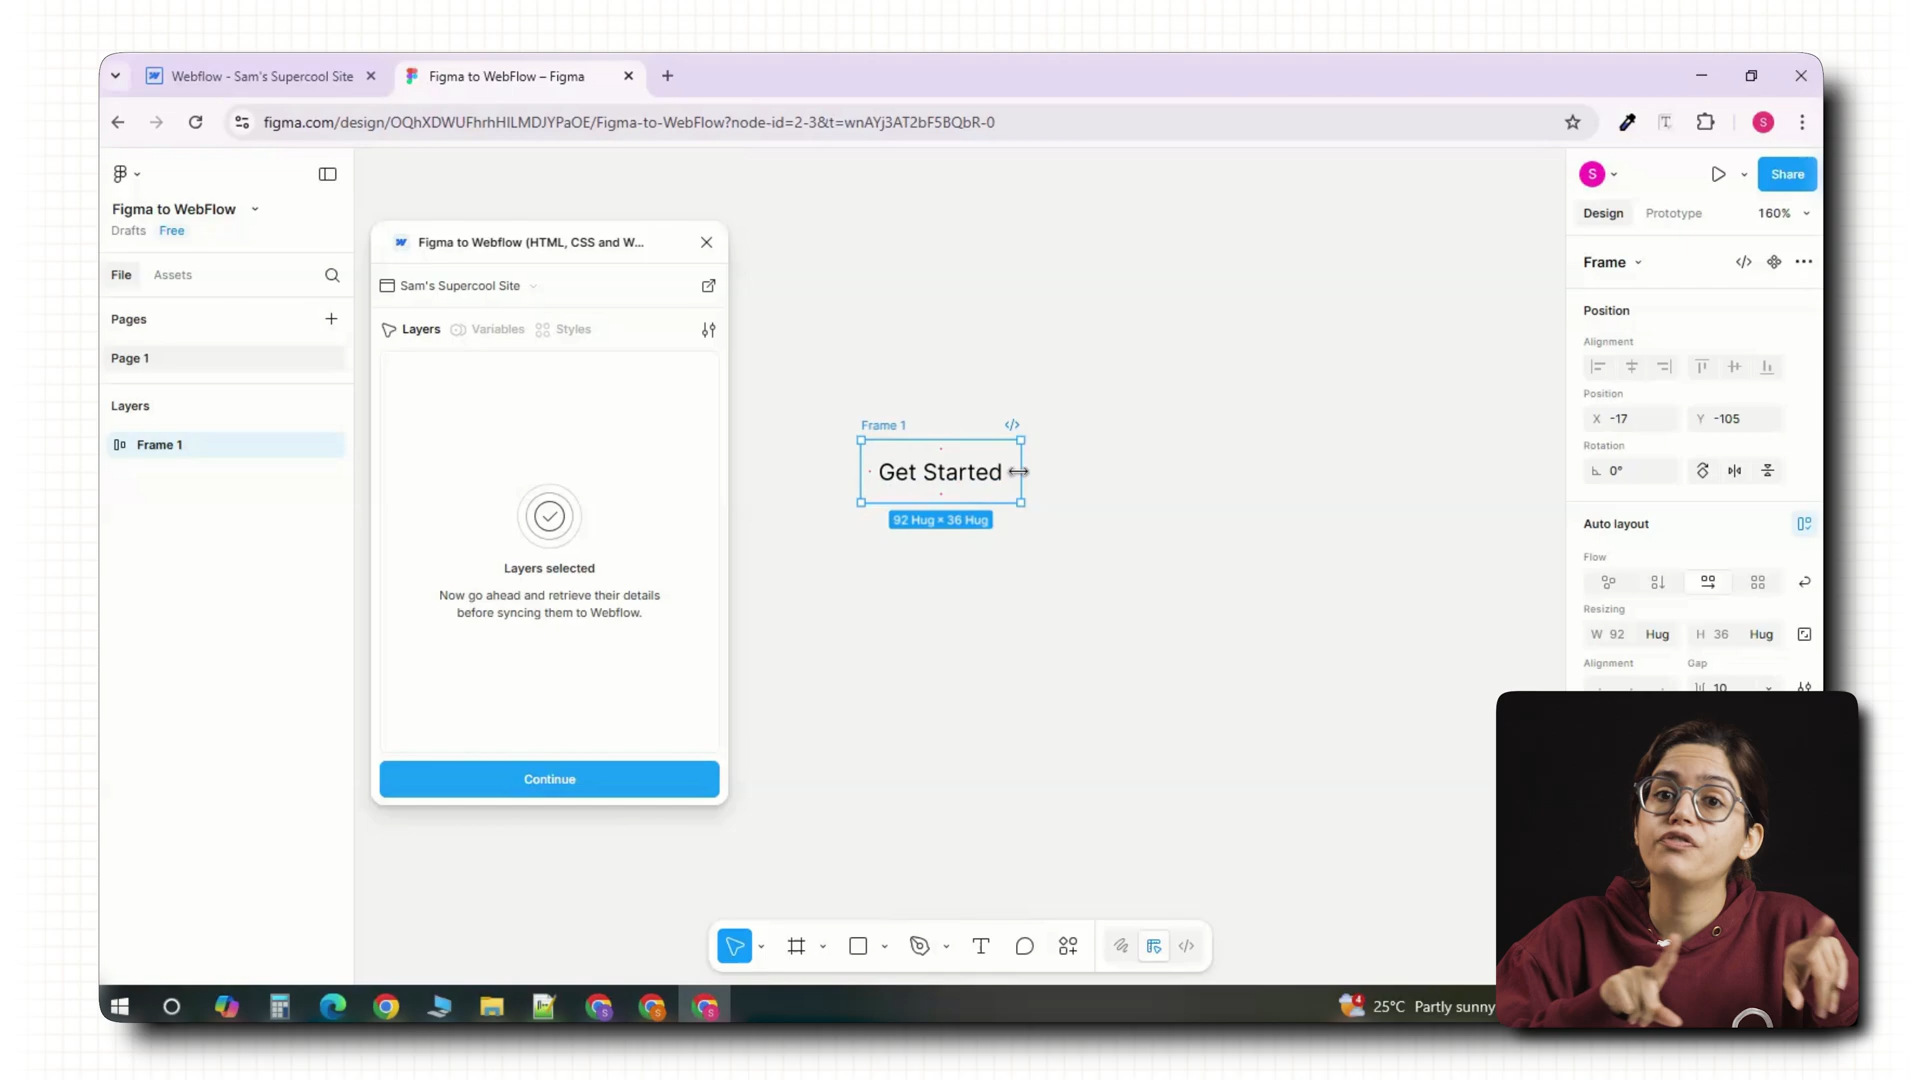 Webflow - Sam's Supercool Site
Figma to WebFlow – Figma
figma.com/design/OQhXDWUFhrhHILMDJYPaOE/Figma-to-WebFlow?node-id=2-3&t=wnAYj3AT2bF5BQbR-0
S
Figma to WebFlow
Drafts Free
File Assets
Pages
Page 1
Layers
Frame 1
Figma to Webflow (HTML, CSS and W...
Sam's Supercool Site
Layers Variables Styles
Layers selected
Now go ahead and retrieve their details
before syncing them to Webflow.
Continue
Frame 1
Get Started
92 Hug × 36 Hug
S
Share
Design Prototype 160%
Frame
Position
Alignment
Position
X -17 Y -105
Rotation
0°
Auto layout
Flow
Resizing
W 92 Hug H 36 Hug
Alignment Gap
10
4
25°C Partly sunny